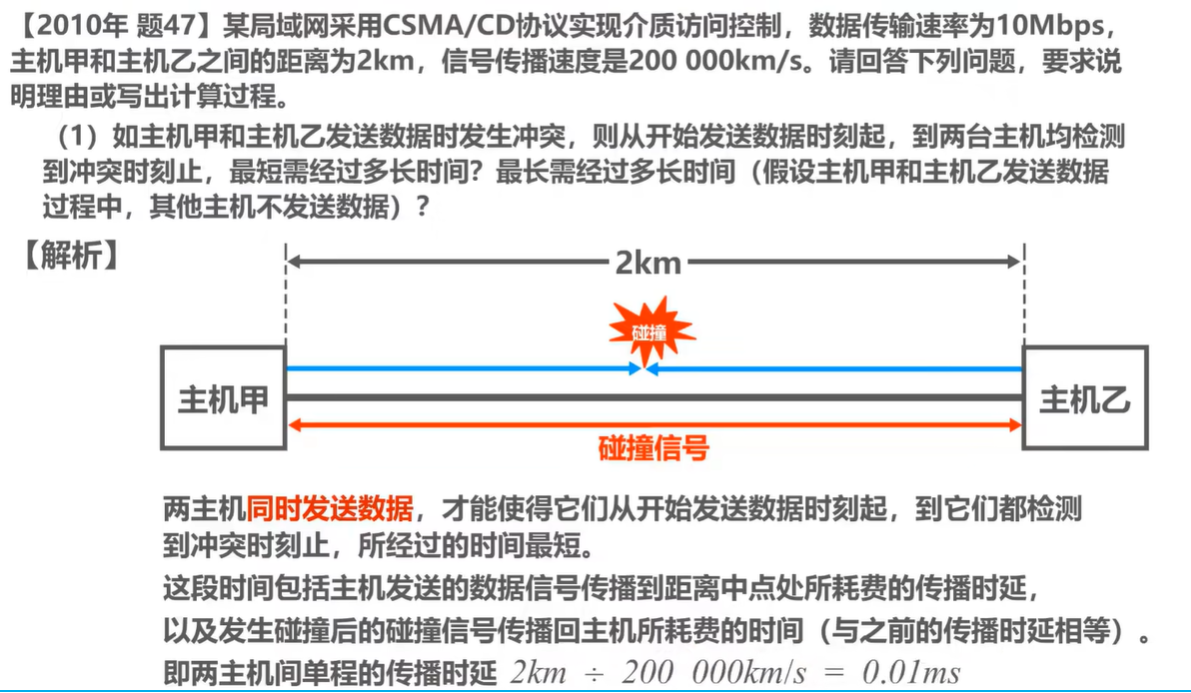 【2010年 题47】某局域网采用CSMA/CD协议实现介质访问控制，数据传输速率为10Mbps，
主机甲和主机乙之间的距离为2km，信号传播速度是200 000km/s。请回答下列问题，要求说
明理由或写出计算过程。
（1）如主机甲和主机乙发送数据时发生冲突，则从开始发送数据时刻起，到两台主机均检测
到冲突时刻止，最短需经过多长时间？最长需经过多长时间（假设主机甲和主机乙发送数据
过程中，其他主机不发送数据）？
【解析】
2km
碰撞
主机甲
主机乙
碰撞信号
两主机同时发送数据，才能使得它们从开始发送数据时刻起，到它们都检测
到冲突时刻止，所经过的时间最短。
这段时间包括主机发送的数据信号传播到距离中点处所耗费的传播时延，
以及发生碰撞后的碰撞信号传播回主机所耗费的时间（与之前的传播时延相等）。
即两主机间单程的传播时延 2km ÷ 200 000km/s = 0.01ms